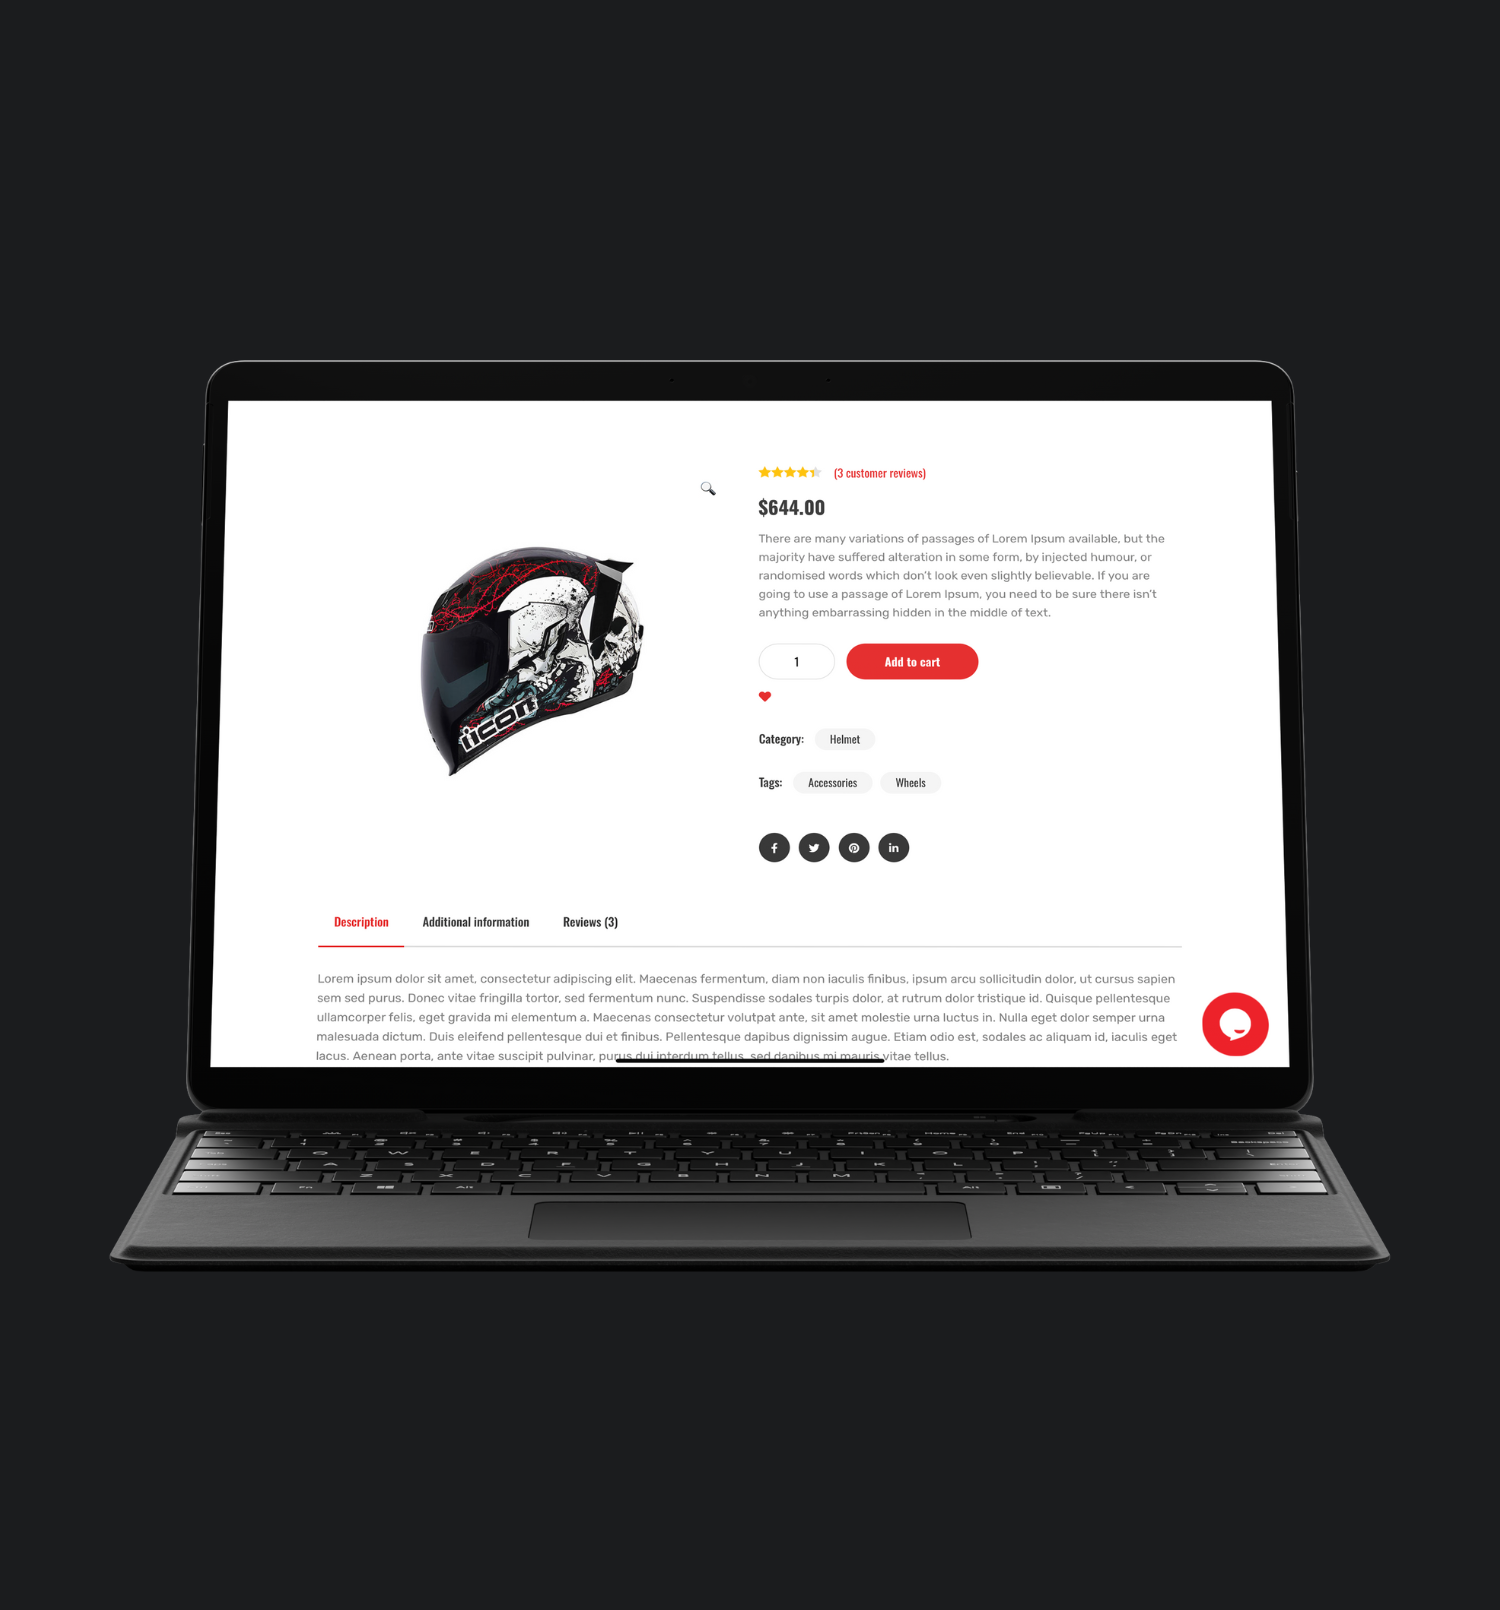 (3 customer reviews)
$644.00
There are many variations of passages of Lorem Ipsum available, but the
majority have suffered alteration in some form, by injected humour, or
randomised words which don't look even slightly believable. If you are
going to use a passage of Lorem Ipsum, you need to be sure there isn't
anything embarrassing hidden in the middle of text.
1
Add to cart
Category: Helmet
Tags: Accessories Wheels
icon
Description Additional information Reviews (3)
Lorem ipsum dolor sit amet, consectetur adipiscing elit. Maecenas fermentum, diam non iaculis finibus, ipsum arcu sollicitudin dolor, ut cursus sapien
sem sed purus. Donec vitae fringilla tortor, sed fermentum nunc. Suspendisse sodales turpis dolor, at rutrum dolor tristique id. Quisque pellentesque
ullamcorper felis, eget gravida mi elementum a. Maecenas consectetur volutpat ante, sit amet molestie urna luctus in. Nulla eget dolor semper urna
malesuada dictum. Duis eleifend pellentesque dui et finibus. Pellentesque dapibus dignissim augue. Etiam odio est, sodales ac aliquam id, iaculis eget
lacus. Aenean porta, ante vitae suscipit pulvinar, purus dui interdum tellus, sed dapibus mi mauris vitae tellus.
Q W E R T Y U I O P
A S D F G H J K L
Z X C V B N M
Fn Alt Alt